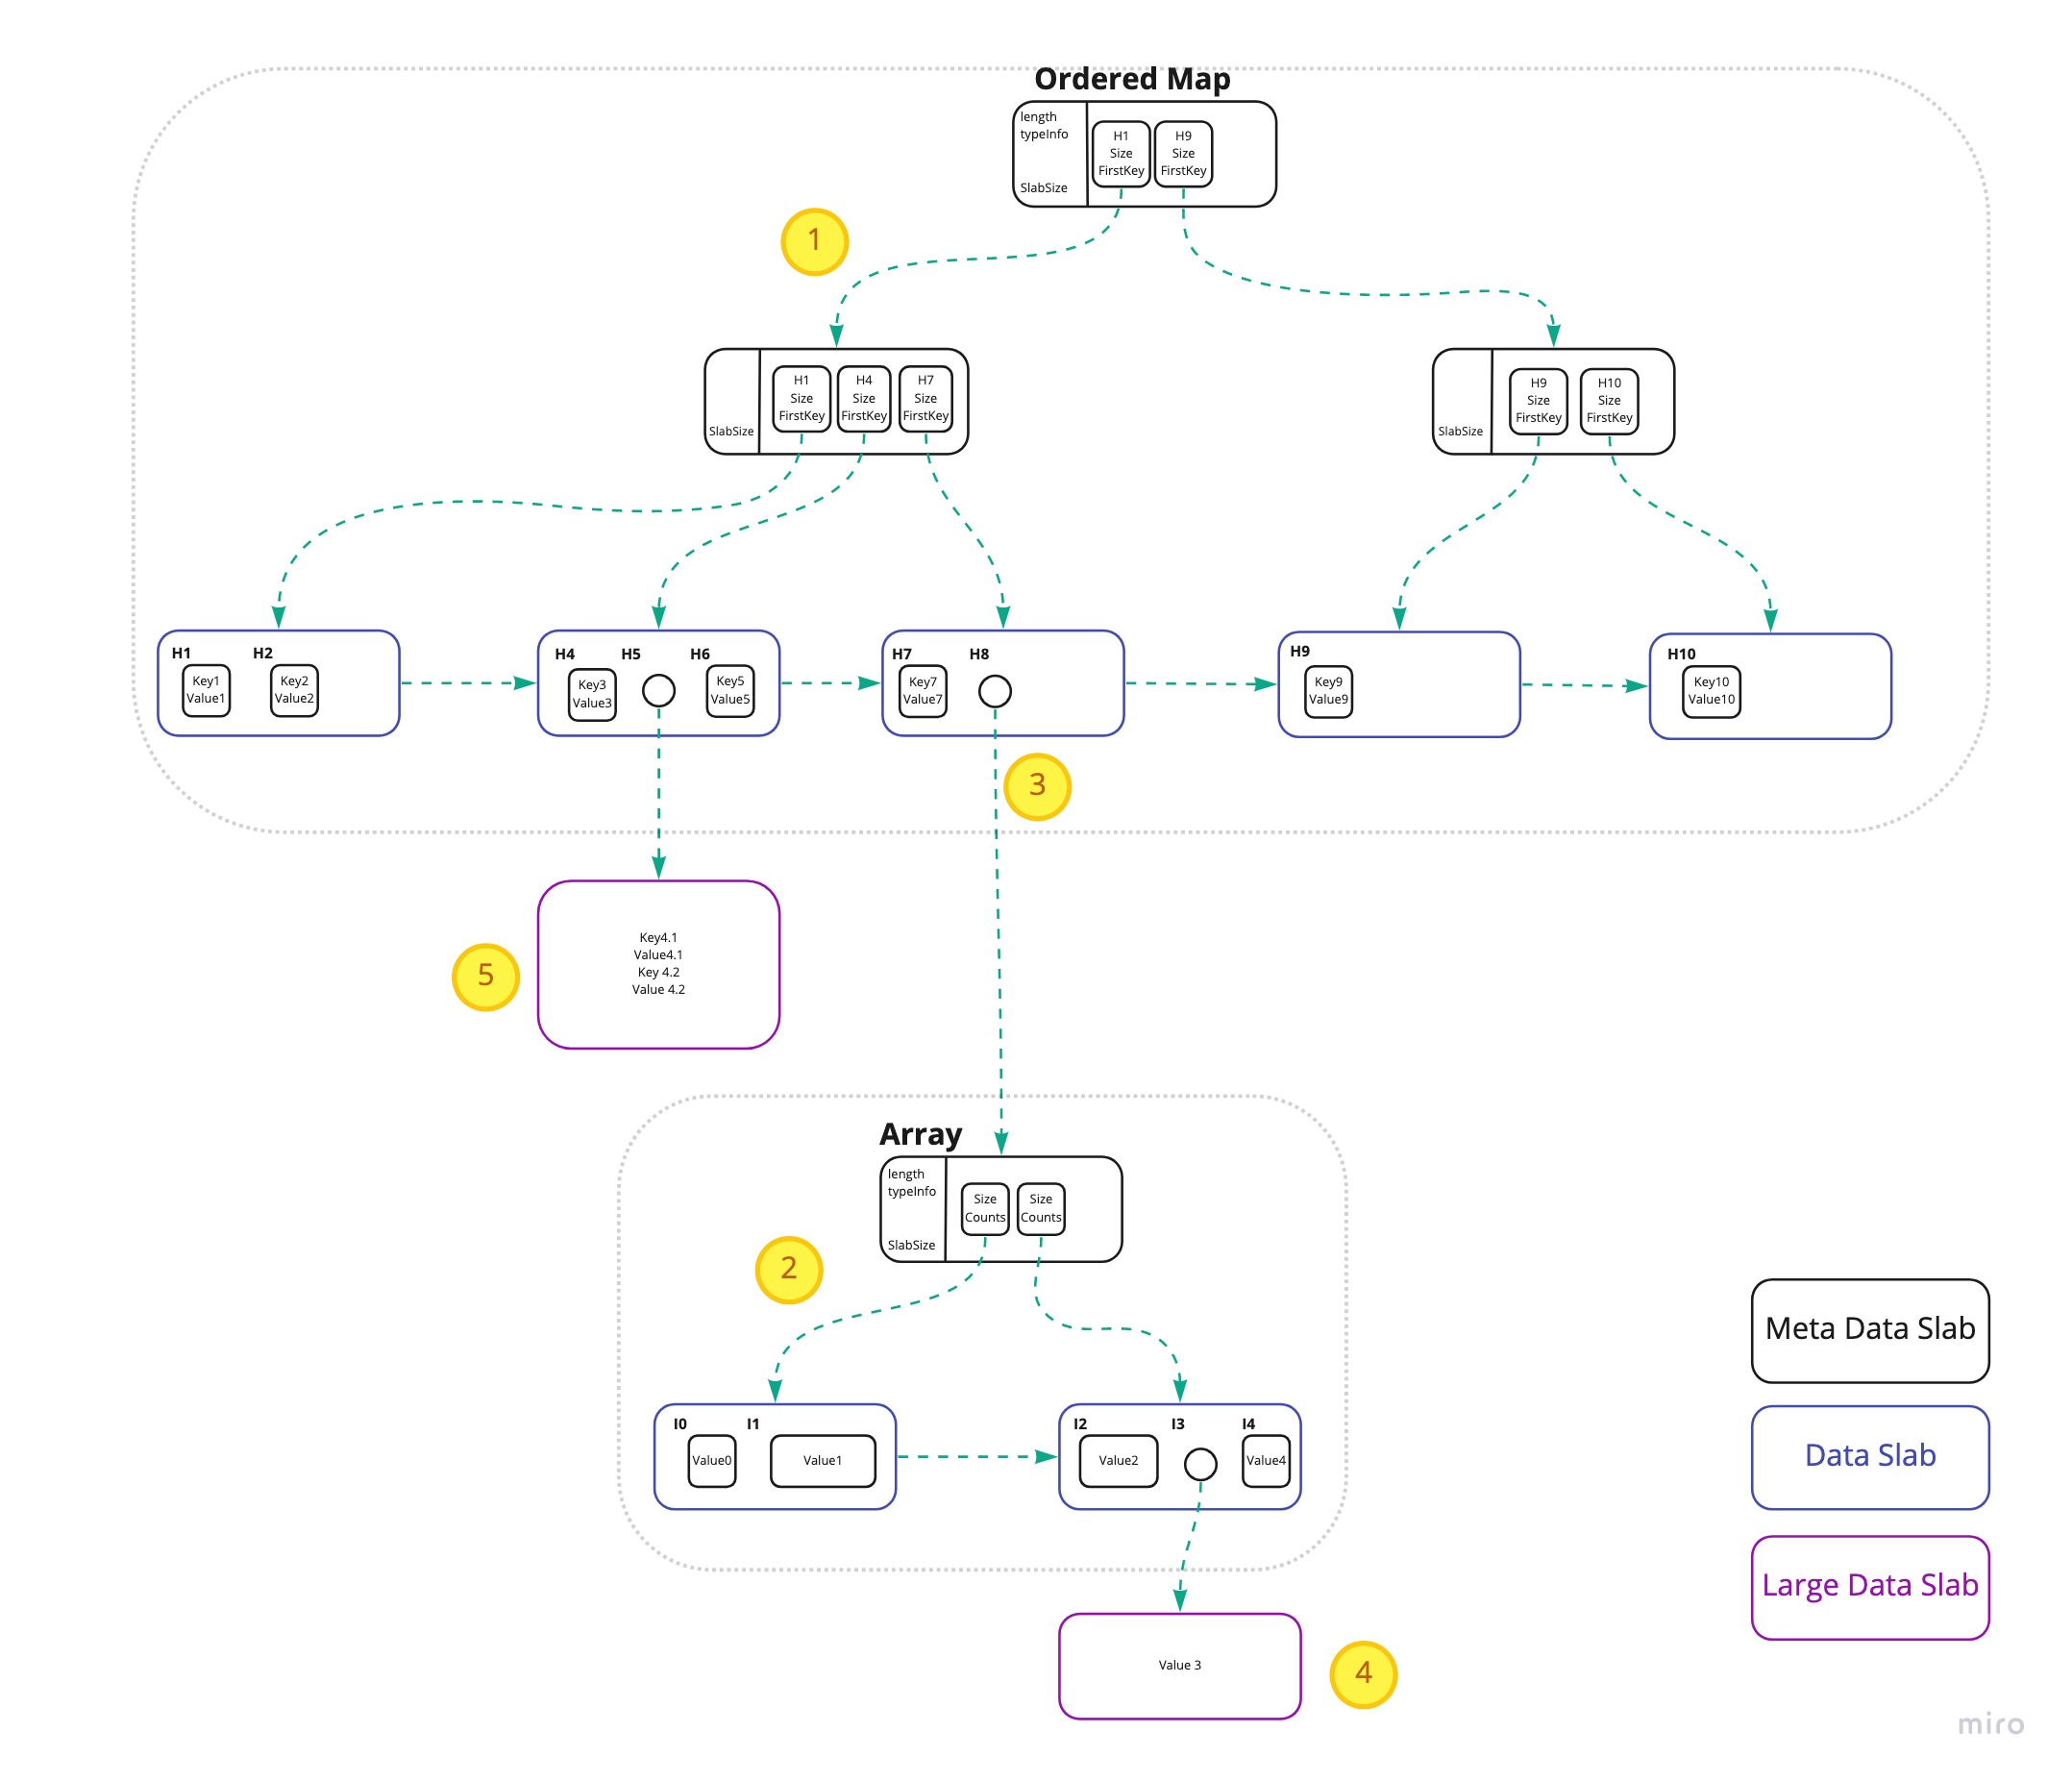 Ordered Map
length
typeInfo
SlabSize
H1
Size
FirstKey
H9
Size
FirstKey
1
SlabSize
H1
Size
FirstKey
H4
Size
FirstKey
H7
Size
FirstKey
SlabSize
H9
Size
FirstKey
H10
Size
FirstKey
H1
Key1
Value1
H2
Key2
Value2
H4
Key3
Value3
H5
H6
Key5
Value5
H7
Key7
Value7
H8
H9
Key9
Value9
H10
Key10
Value10
3
5
Key4.1
Value4.1
Key 4.2
Value 4.2
Array
length
typeInfo
SlabSize
Size
Counts
Size
Counts
2
I0
Value0
I1
Value1
I2
Value2
I3
I4
Value4
Value 3
4
Meta Data Slab
Data Slab
Large Data Slab
miro